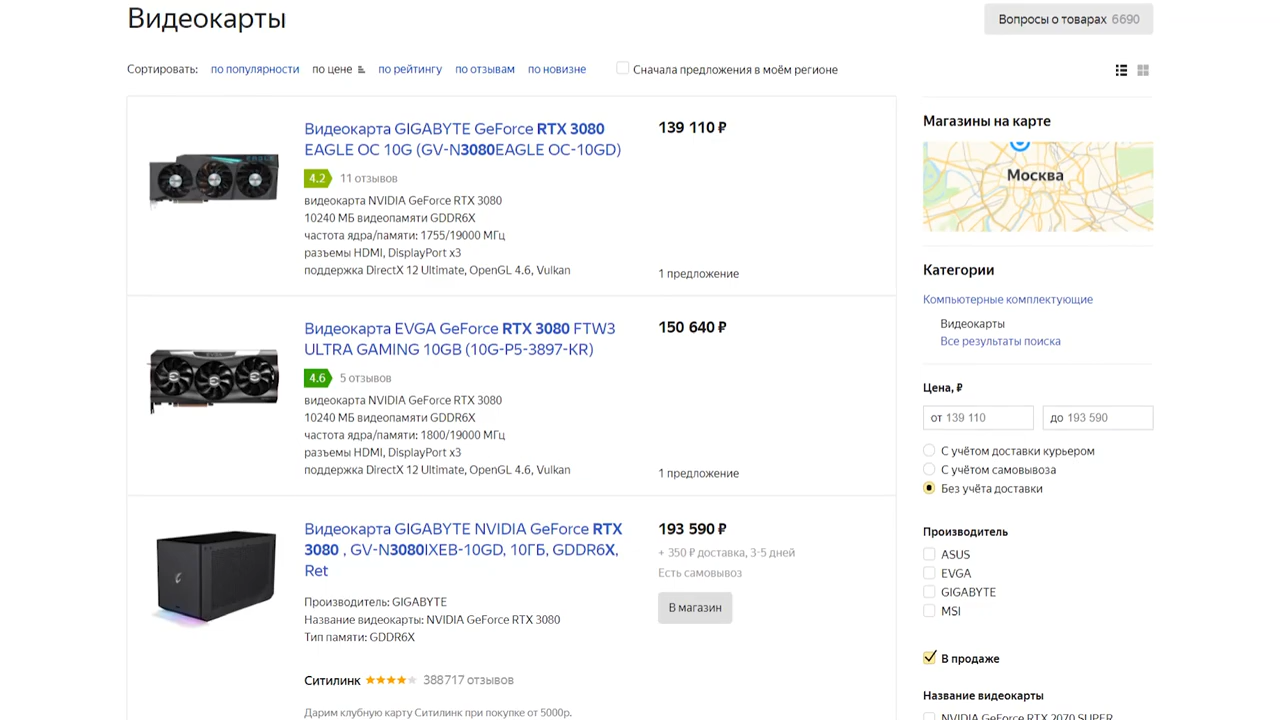 Видеокарты
Вопросы о товарах 6690
Сортировать: по популярности по цене по рейтингу по отзывам по новизне Сначала предложения в моём регионе
Видеокарта GIGABYTE GeForce RTX 3080
EAGLE OC 10G (GV-N3080EAGLE OC-10GD)
4.2 11 отзывов
видеокарта NVIDIA GeForce RTX 3080
10240 МБ видеопамяти GDDR6X
частота ядра/памяти: 1755/19000 МГц
разъемы HDMI, DisplayPort x3
поддержка DirectX 12 Ultimate, OpenGL 4.6, Vulkan
139 110 ₽
1 предложение
EAGLE
Видеокарта EVGA GeForce RTX 3080 FTW3
ULTRA GAMING 10GB (10G-P5-3897-KR)
4.6 5 отзывов
видеокарта NVIDIA GeForce RTX 3080
10240 МБ видеопамяти GDDR6X
частота ядра/памяти: 1800/19000 МГц
разъемы HDMI, DisplayPort x3
поддержка DirectX 12 Ultimate, OpenGL 4.6, Vulkan
150 640 ₽
1 предложение
Видеокарта GIGABYTE NVIDIA GeForce RTX
3080 , GV-N3080IXEB-10GD, 10ГБ, GDDR6X,
Ret
Производитель: GIGABYTE
Название видеокарты: NVIDIA GeForce RTX 3080
Тип памяти: GDDR6X
Ситилинк 388717 отзывов
Дарим клубную карту Ситилинк при покупке от 5000р.
193 590 ₽
+ 350 ₽ доставка, 3-5 дней
Есть самовывоз
В магазин
Магазины на карте
Москва
Категории
Компьютерные комплектующие
Видеокарты
Все результаты поиска
Цена, ₽
от 139 110 до 193 590
С учётом доставки курьером
С учётом самовывоза
Без учёта доставки
Производитель
ASUS
EVGA
GIGABYTE
MSI
В продаже
Название видеокарты
NVIDIA GeForce RTX 2070 SUPER